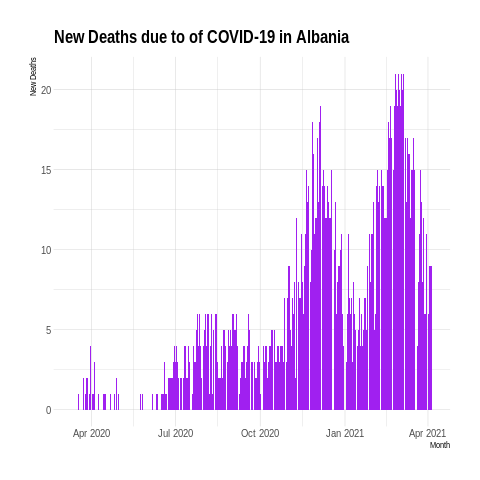 New Deaths due to of COVID-19 in Albania
New Deaths
20
15
10
5
0
Apr 2020 Jul 2020 Oct 2020 Jan 2021 Apr 2021
Month